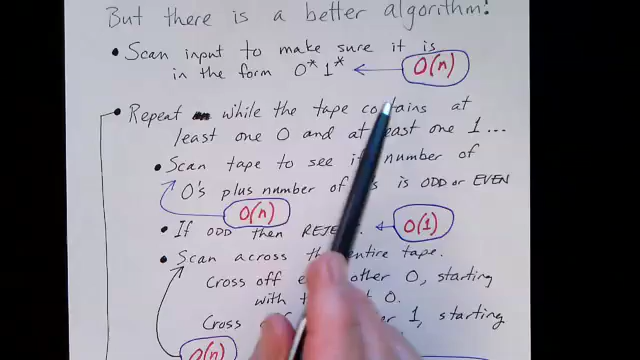 But there is a better algorithm!
• Scan input to make sure it is
in the form 0*1* O(n)
• Repeat while the tape contains at
least one 0 and at least one 1 ...
• Scan tape to see if number of
0's plus number of is ODD or EVEN
O(n)
• If ODD then REJECT. O(1)
• Scan across the entire tape.
Cross off other 0, starting
with 0.
Cross 1, starting
O(n)